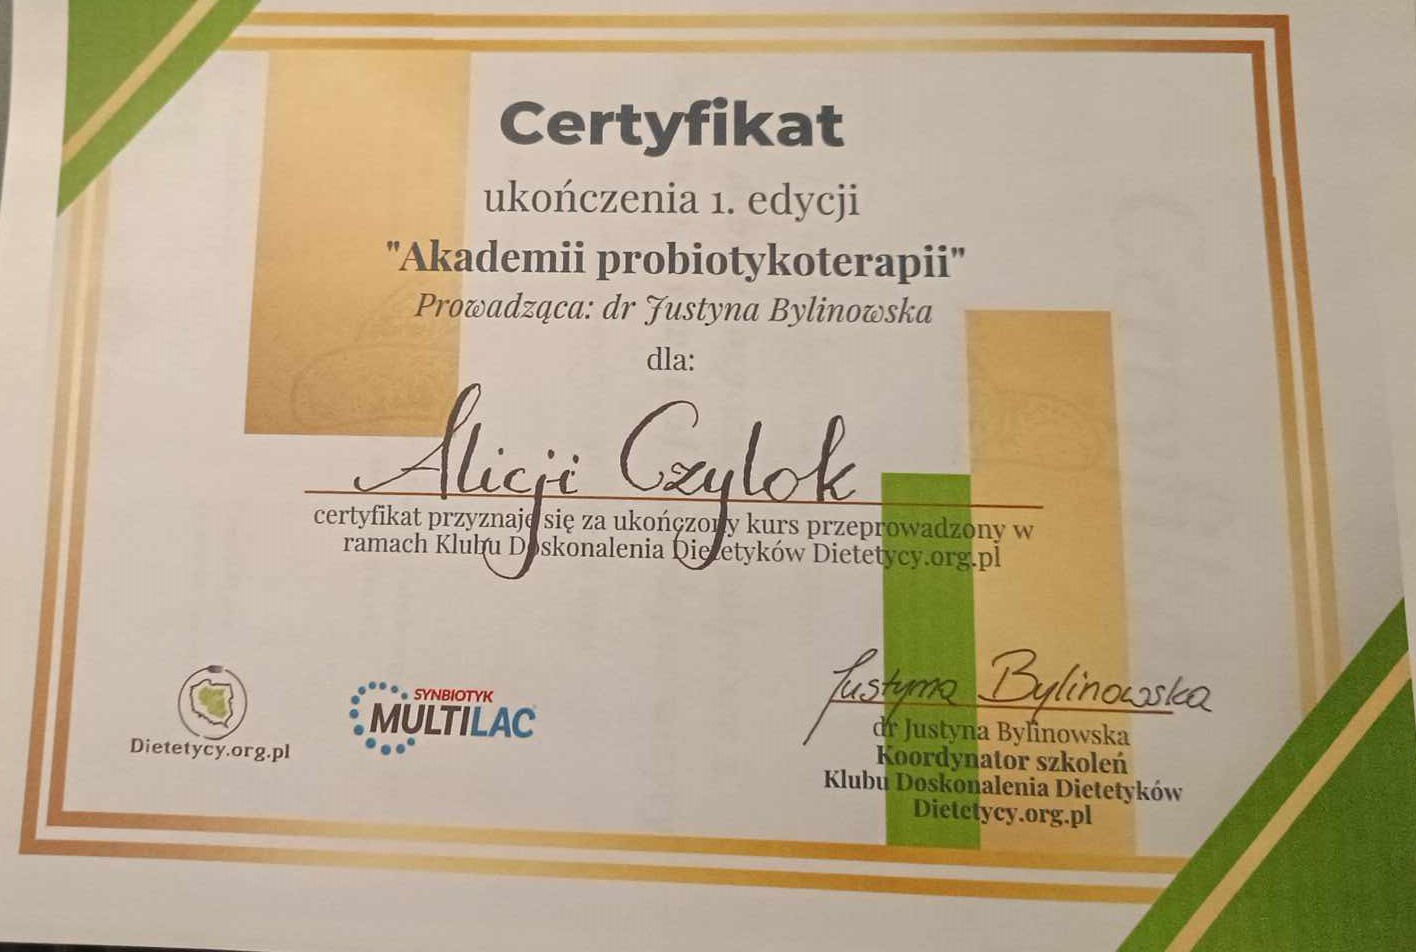 Certyfikat
ukończenia 1. edycji
"Akademii probiotykoterapii"
Prowadząca: dr Justyna Bylinowska
dla:
Alicji Czylok
certyfikat przyznaje się za ukończony kurs przeprowadzony w
ramach Klubu Doskonalenia Dietetyków Dietetycy.org.pl
Dietetycy.org.pl
SYNBIOTYK
MULTILAC
Justyna Bylinowska
dr Justyna Bylinowska
Koordynator szkoleń
Klubu Doskonalenia Dietetyków
Dietetycy.org.pl